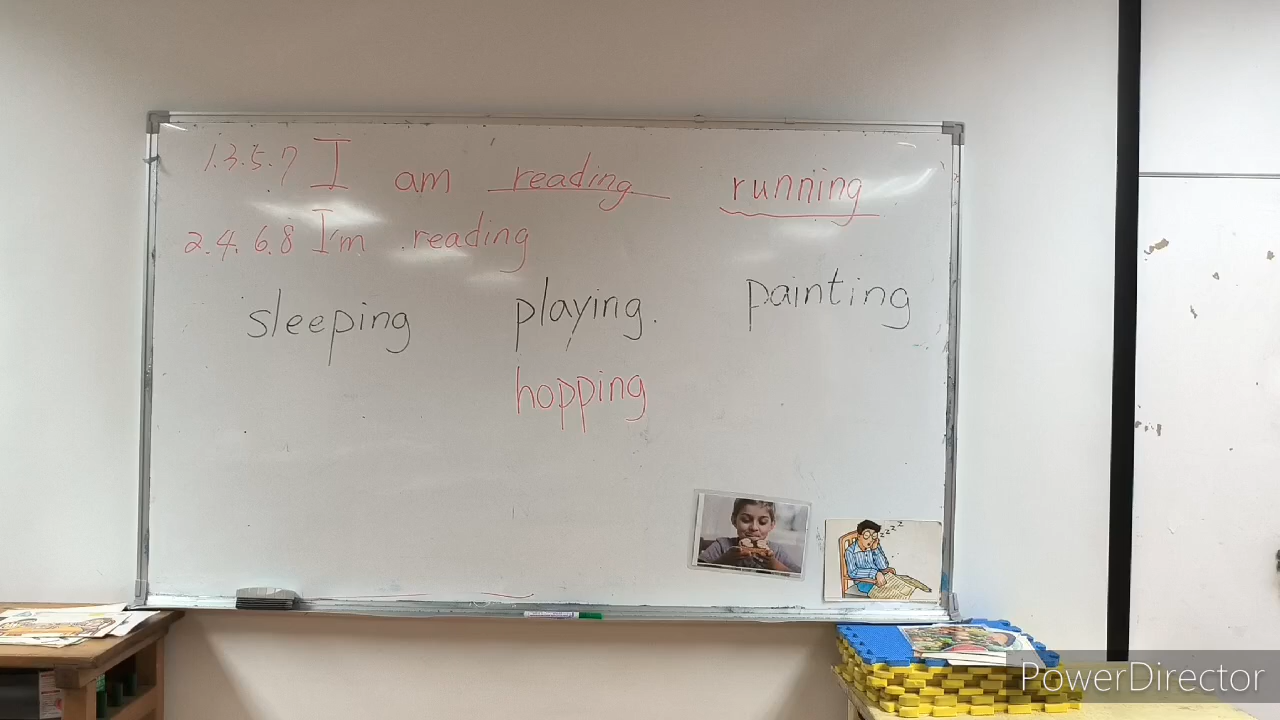 1.3.5.7 I am reading running
2.4.6.8 I'm reading
sleeping playing. painting
hopping
z z z
PowerDirector